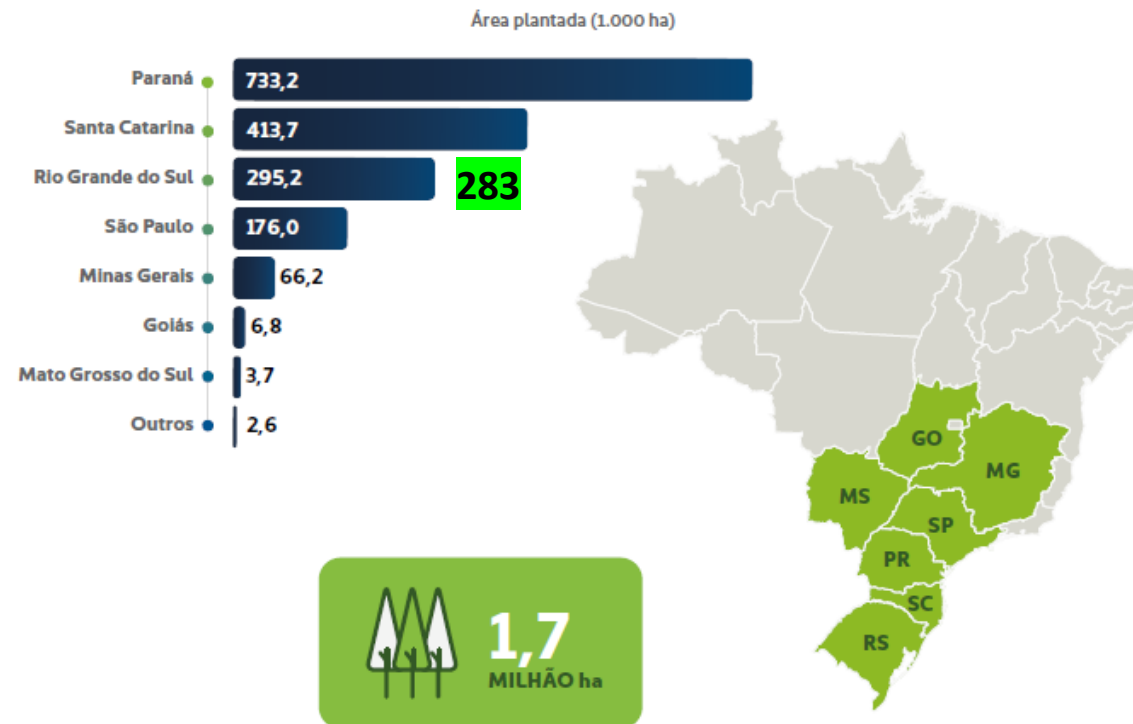 Área plantada (1.000 ha)
Paraná 733,2
Santa Catarina 413,7
Rio Grande do Sul 295,2 283
São Paulo 176,0
Minas Gerais 66,2
Goiás 6,8
Mato Grosso do Sul 3,7
Outros 2,6
GO
MG
MS
SP
PR
SC
RS
1,7
MILHÃO ha